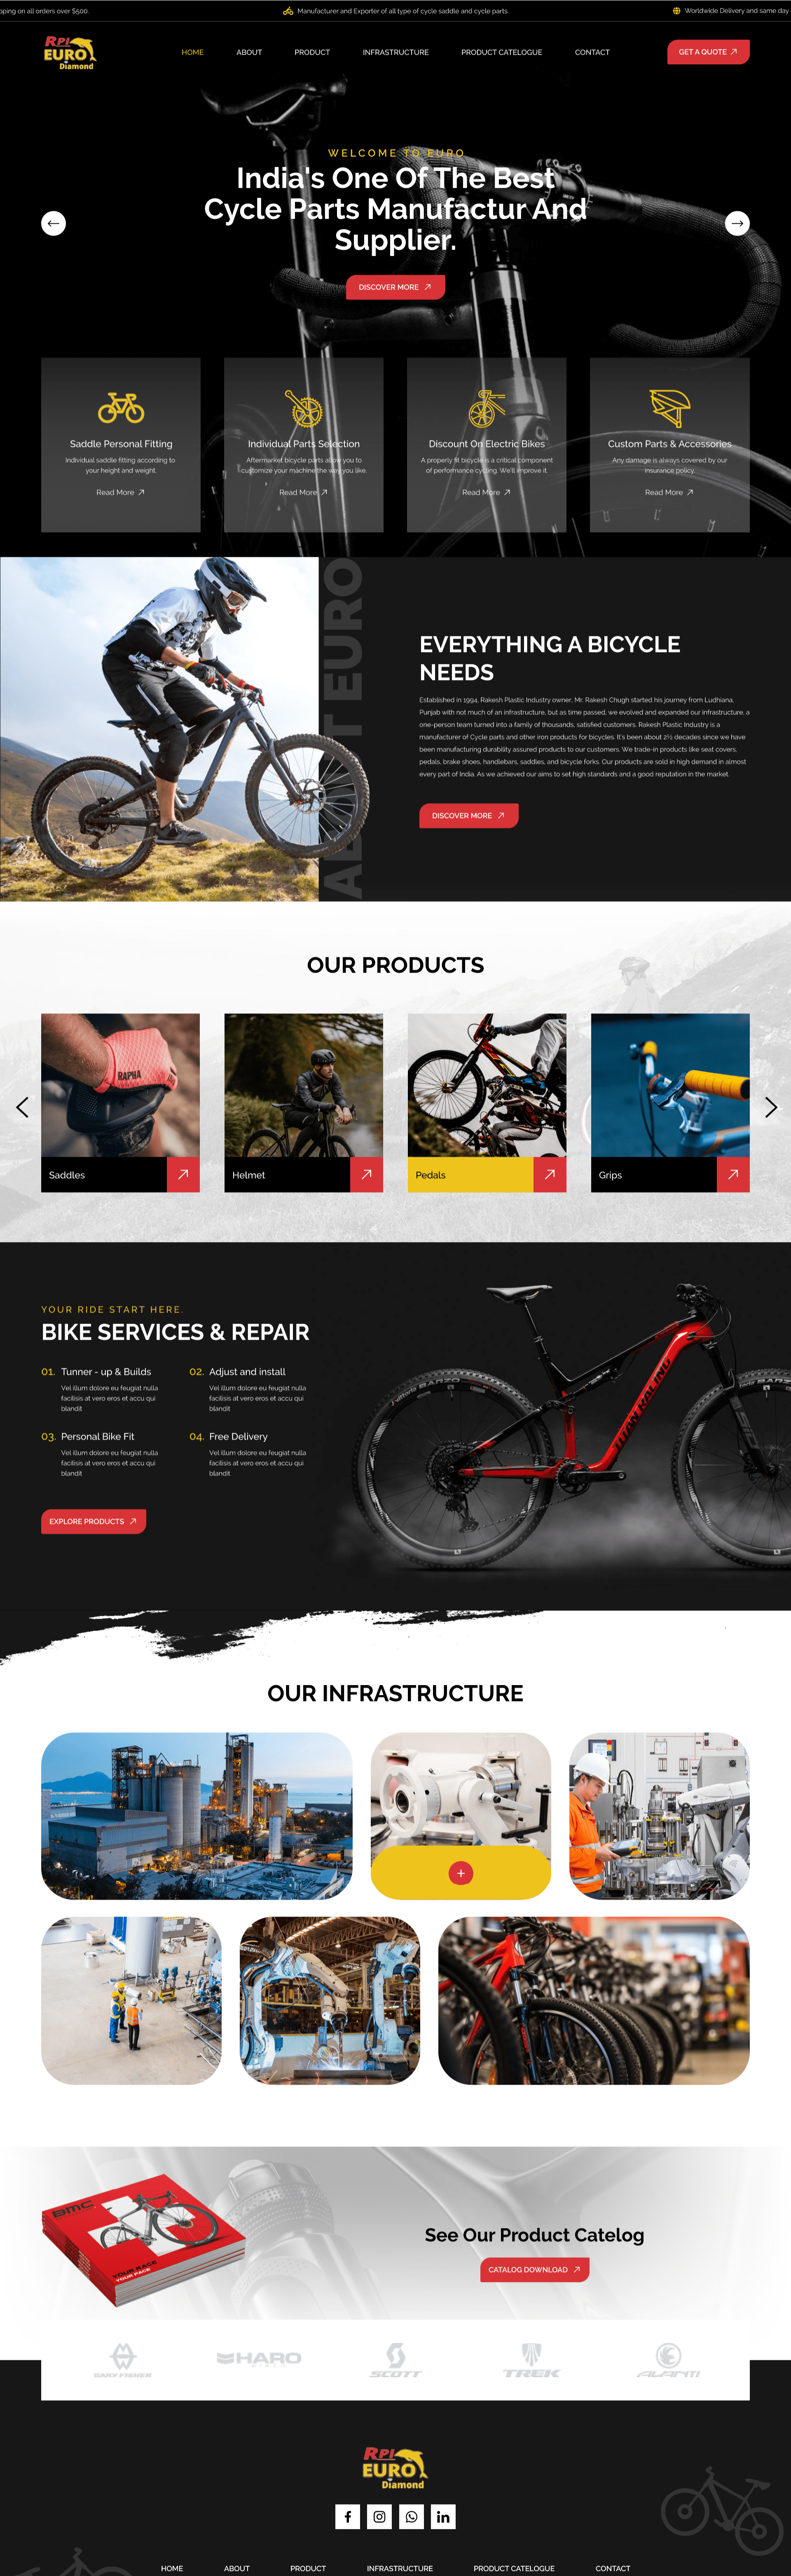 pping on all orders over $500.
Manufacturer and Exporter of all type of cycle saddle and cycle parts.
Worldwide Delivery and same day
RPI
EURO
Diamond
HOME
ABOUT
PRODUCT
INFRASTRUCTURE
PRODUCT CATELOGUE
CONTACT
GET A QUOTE
WELCOME TO EURO
India's One Of The Best
Cycle Parts Manufactur And
Supplier.
DISCOVER MORE
Saddle Personal Fitting
Individual saddle fitting according to
your height and weight.
Read More
Individual Parts Selection
Aftermarket bicycle parts allow you to
customize your machine the way you like.
Read More
Discount On Electric Bikes
A properly fit bicycle is a critical component
of performance cycling. We'll improve it.
Read More
Custom Parts & Accessories
Any damage is always covered by our
insurance policy.
Read More
EVERYTHING A BICYCLE
NEEDS
Established in 1994, Rakesh Plastic Industry owner, Mr. Rakesh Chugh started his journey from Ludhiana,
Punjab with not much of an infrastructure, but as time passed, we evolved and expanded our infrastructure, a
one-person team turned into a family of thousands, satisfied customers. Rakesh Plastic Industry is a
manufacturer of Cycle parts and other iron products for bicycles. It's been about 2½ decades since we have
been manufacturing durability assured products to our customers. We trade-in products like seat covers,
pedals, brake shoes, handlebars, saddles, and bicycle forks. Our products are sold in high demand in almost
every part of India. As we achieved our aims to set high standards and a good reputation in the market.
DISCOVER MORE
OUR PRODUCTS
RAPHA
Saddles
Helmet
Pedals
Grips
YOUR RIDE START HERE.
BIKE SERVICES & REPAIR
01. Tunner - up & Builds
Vel illum dolore eu feugiat nulla
facilisis at vero eros et accu qui
blandit
02. Adjust and install
Vel illum dolore eu feugiat nulla
facilisis at vero eros et accu qui
blandit
03. Personal Bike Fit
Vel illum dolore eu feugiat nulla
facilisis at vero eros et accu qui
blandit
04. Free Delivery
Vel illum dolore eu feugiat nulla
facilisis at vero eros et accu qui
blandit
EXPLORE PRODUCTS
TITAN RACING
OUR INFRASTRUCTURE
BMC
YOUR RACE
YOUR PACE
See Our Product Catelog
CATALOG DOWNLOAD
GARY FISHER
HARO
SCOTT
TREK
AVANTI
RPI
EURO
Diamond
HOME
ABOUT
PRODUCT
INFRASTRUCTURE
PRODUCT CATELOGUE
CONTACT